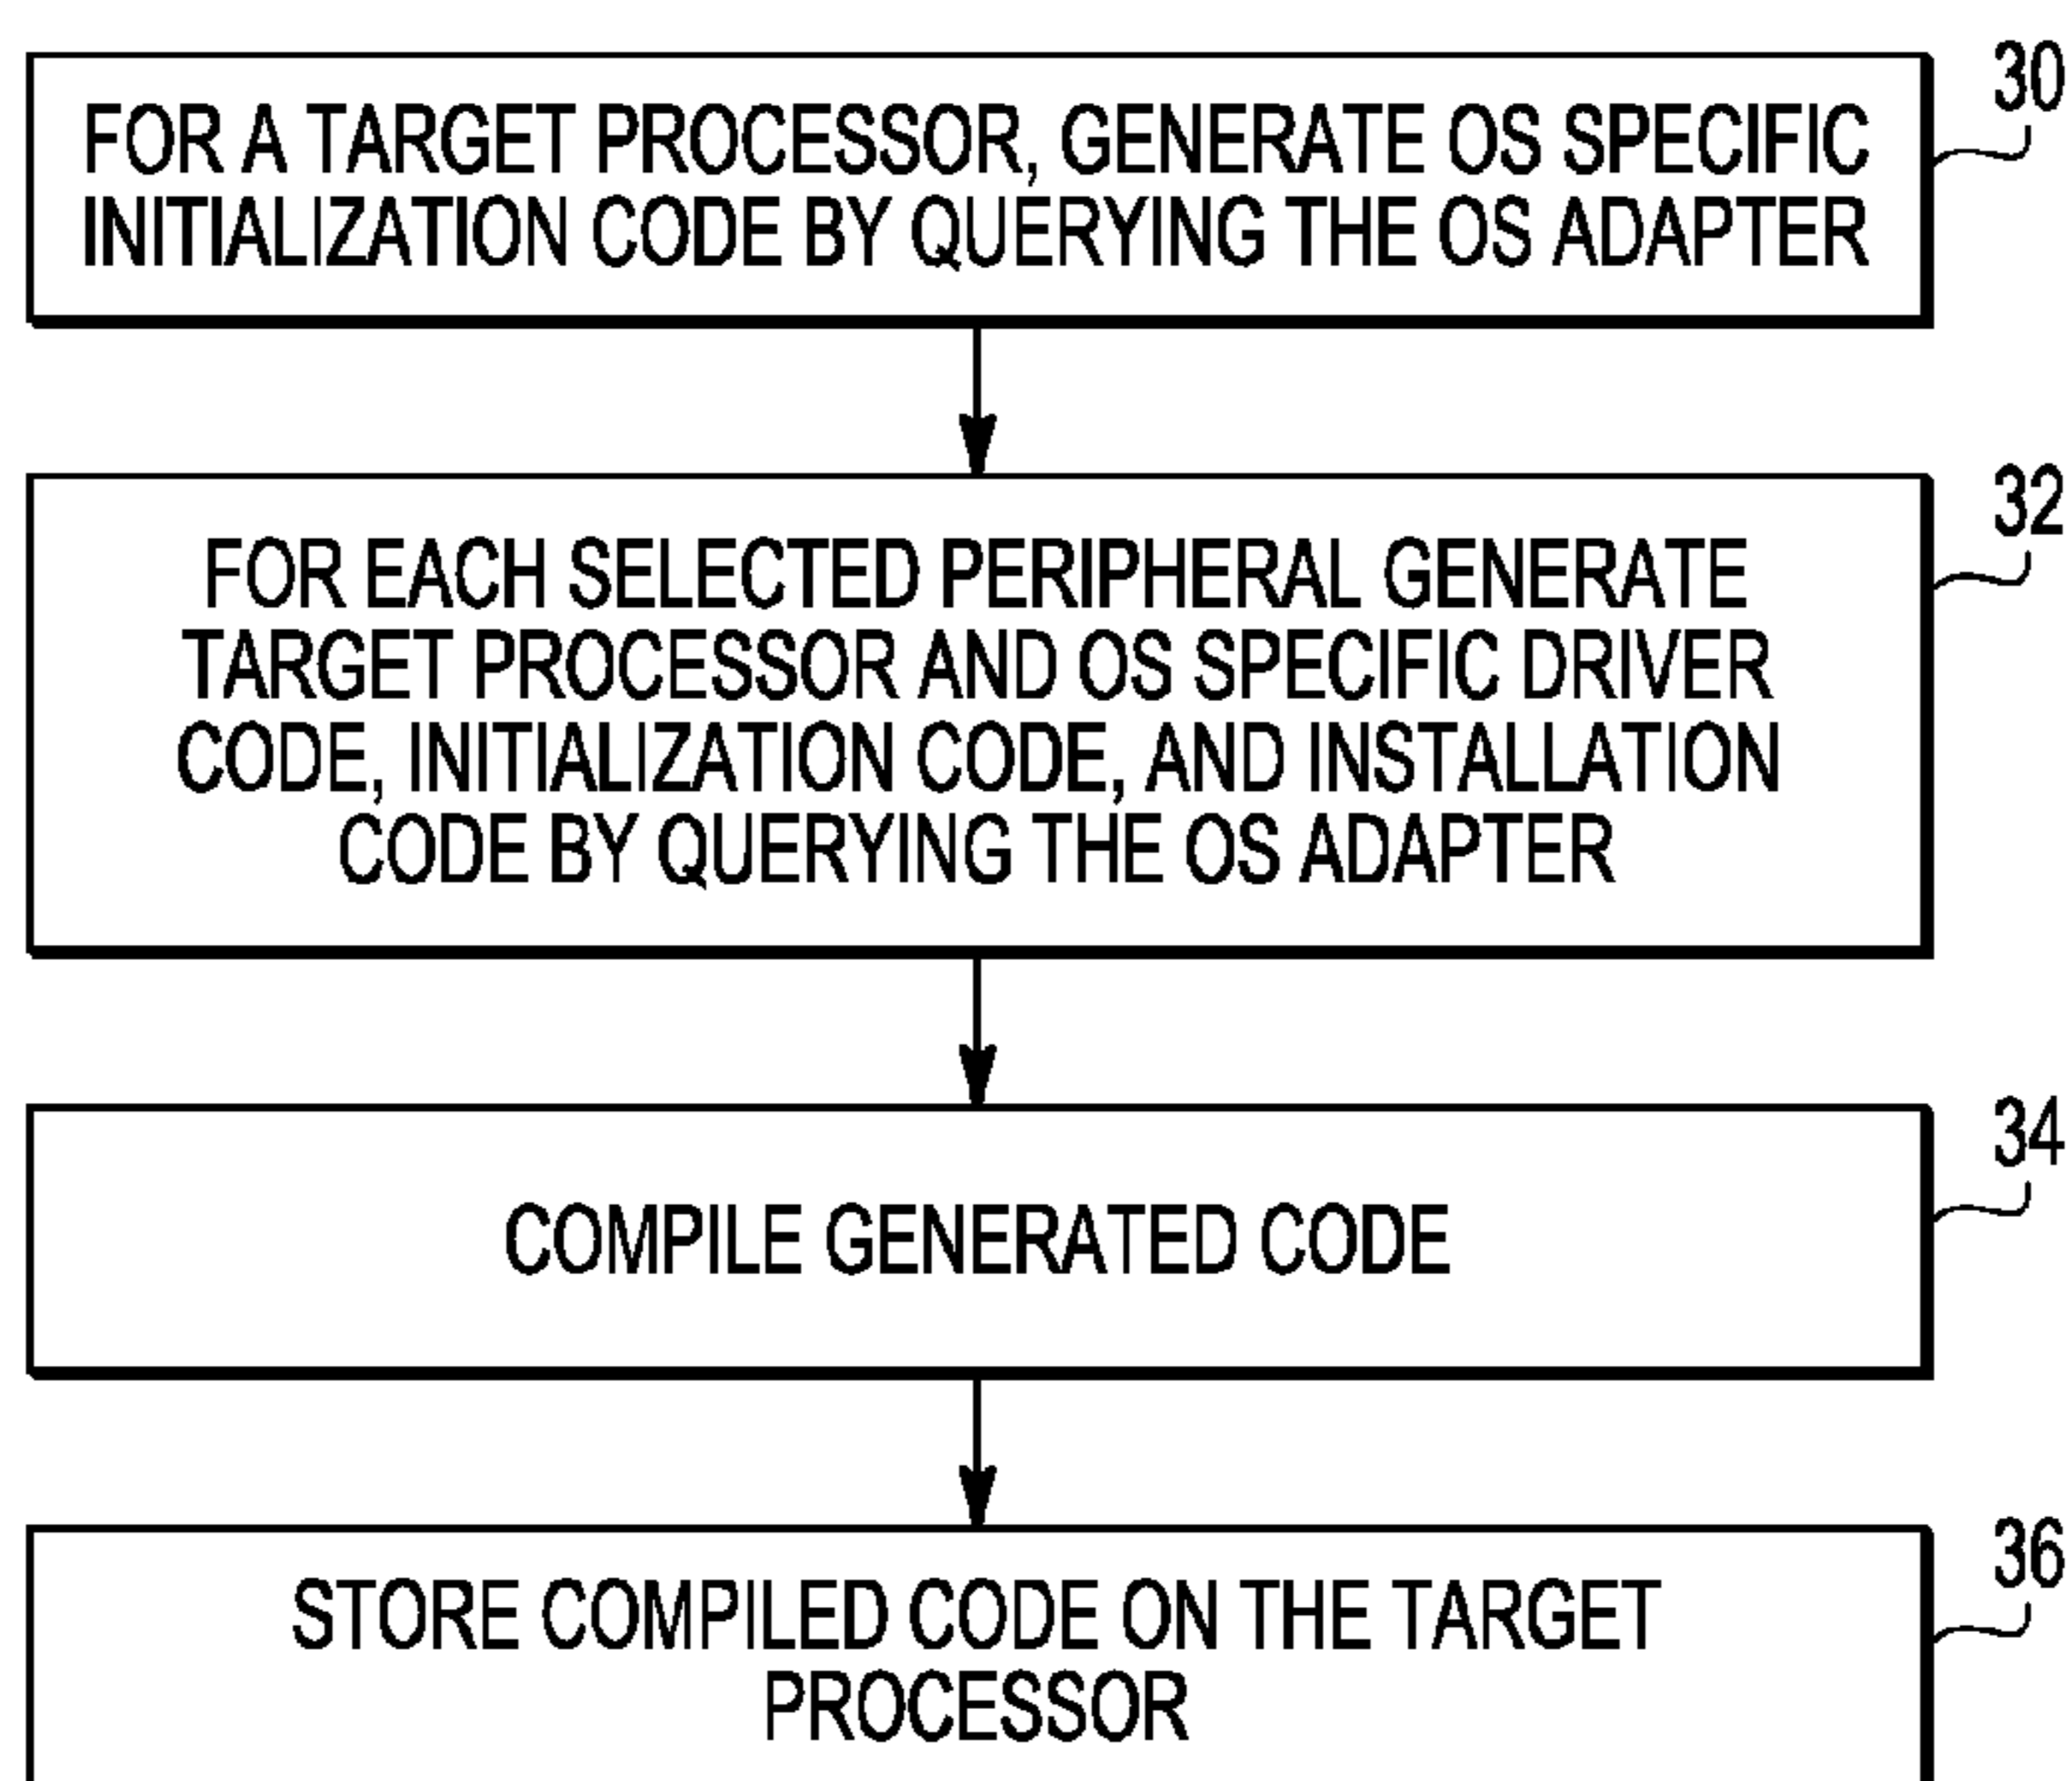 30
FOR A TARGET PROCESSOR, GENERATE OS SPECIFIC
INITIALIZATION CODE BY QUERYING THE OS ADAPTER
32
FOR EACH SELECTED PERIPHERAL GENERATE
TARGET PROCESSOR AND OS SPECIFIC DRIVER
CODE, INITIALIZATION CODE, AND INSTALLATION
CODE BY QUERYING THE OS ADAPTER
34
COMPILE GENERATED CODE
36
STORE COMPILED CODE ON THE TARGET
PROCESSOR